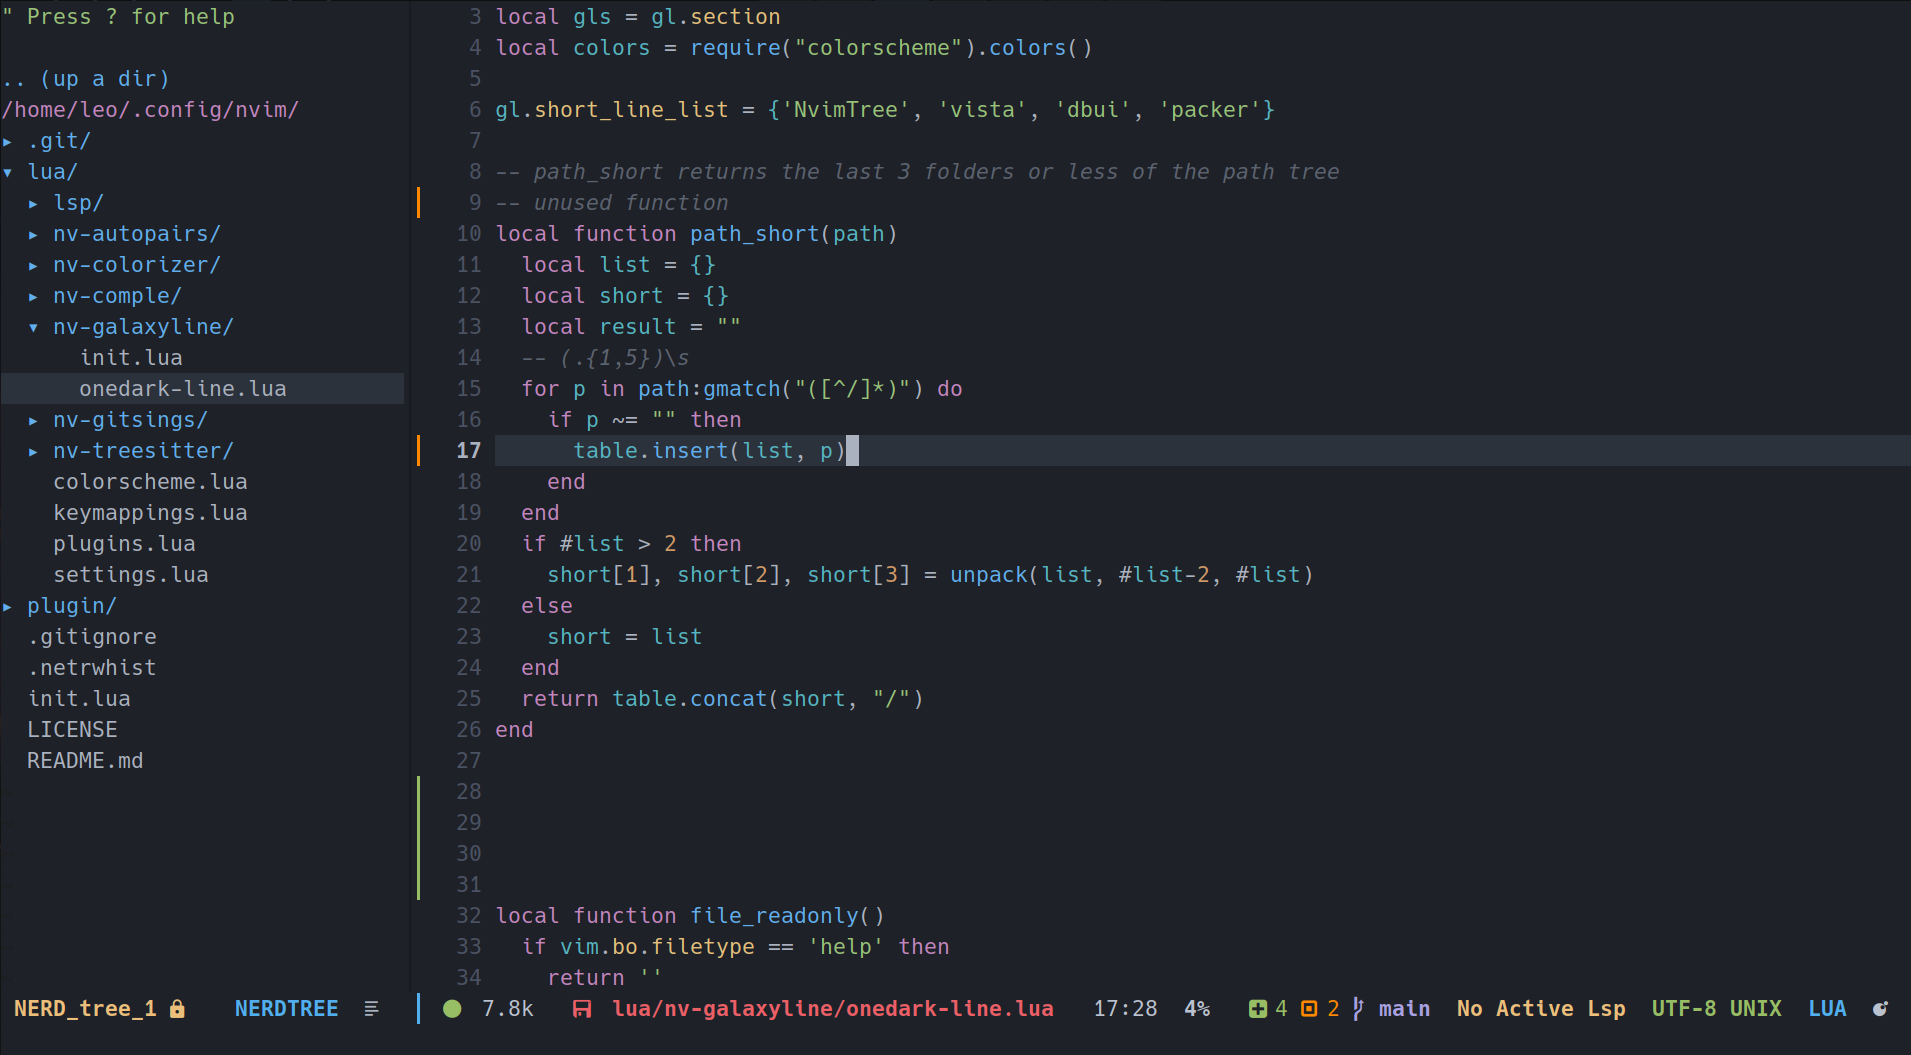 " Press ? for help
.. (up a dir)
/home/leo/.config/nvim/
▸ .git/
▾ lua/
▸ lsp/
▸ nv-autopairs/
▸ nv-colorizer/
▸ nv-comple/
▾ nv-galaxyline/
init.lua
onedark-line.lua
▸ nv-gitsings/
▸ nv-treesitter/
colorscheme.lua
keymappings.lua
plugins.lua
settings.lua
▸ plugin/
.gitignore
.netrwhist
init.lua
LICENSE
README.md
3 local gls = gl.section
4 local colors = require("colorscheme").colors()
5
6 gl.short_line_list = {'NvimTree', 'vista', 'dbui', 'packer'}
7
8 -- path_short returns the last 3 folders or less of the path tree
9 -- unused function
10 local function path_short(path)
11   local list = {}
12   local short = {}
13   local result = ""
14   -- (.{1,5})\s
15   for p in path:gmatch("([^/]*)") do
16     if p ~= "" then
17       table.insert(list, p)
18     end
19   end
20   if #list > 2 then
21     short[1], short[2], short[3] = unpack(list, #list-2, #list)
22   else
23     short = list
24   end
25   return table.concat(short, "/")
26 end
27
28
29
30
31
32 local function file_readonly()
33   if vim.bo.filetype == 'help' then
34     return ''
NERD_tree_1 NERDTREE 7.8k lua/nv-galaxyline/onedark-line.lua 17:28 4% 4 2 main No Active Lsp UTF-8 UNIX LUA